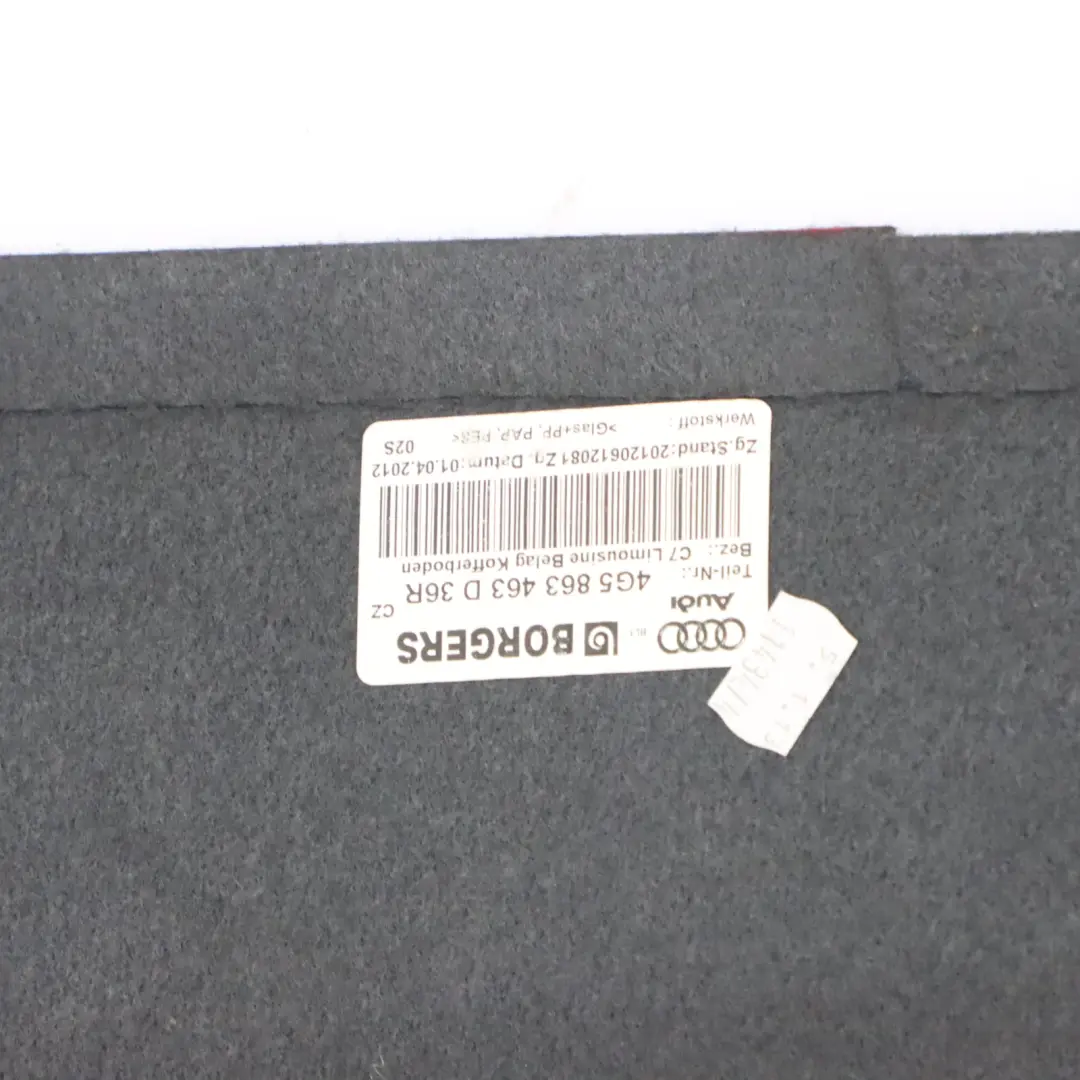 Audi BORGERS
Teil-Nr.: CZ
4G5 863 463 D 36R
Bez.: C7 Limousine Belag Kofferboden
Zg.Stand:20120612081 Zg. Datum:01.04.2012
Werkstoff: >Glas+PP, PAP, PES< 02S